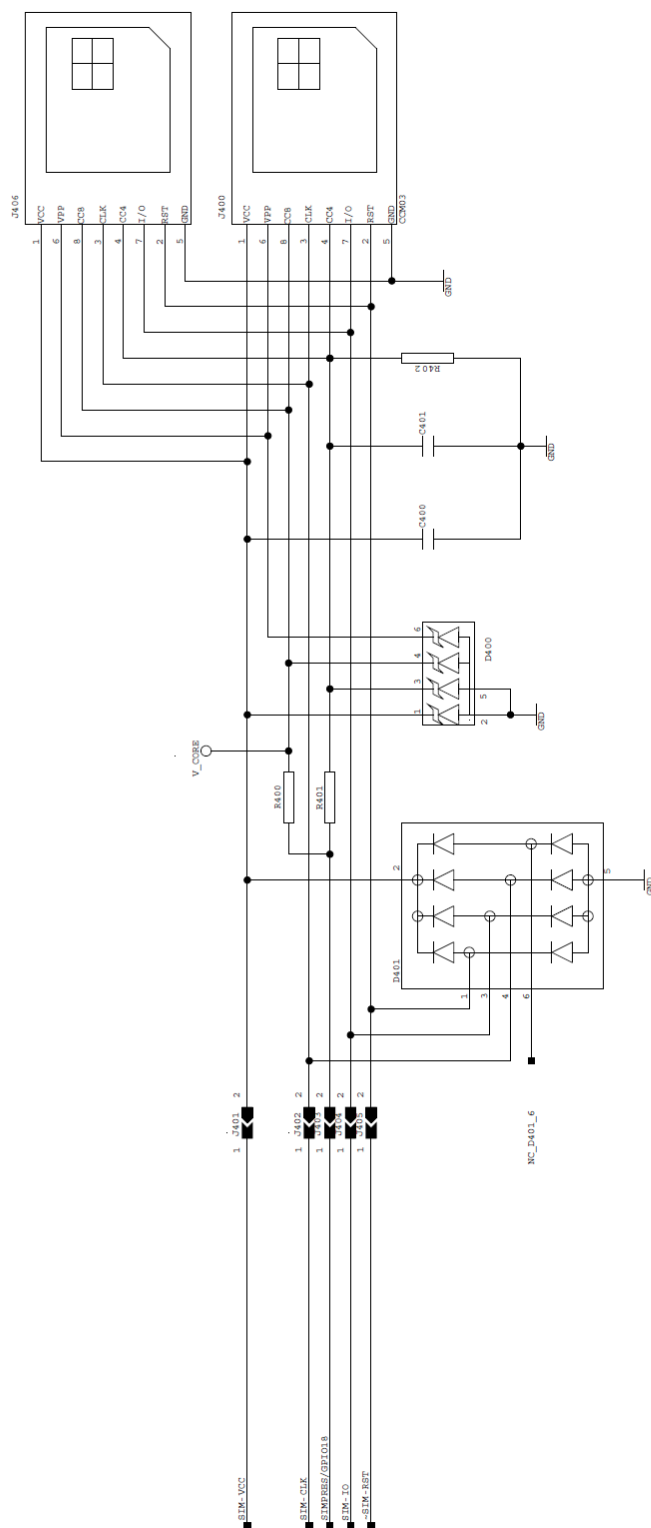 J406
VCC
VPP
CC8
CLK
CC4
I/O
RST
GND
1
6
8
3
4
7
2
5
J400
VCC
VPP
CC8
CLK
CC4
I/O
RST
GND
CCM03
1
6
8
3
4
7
2
5
GND
R402
C401
GND
C400
6
4
3
1
D400
5
2
GND
V_CORE
R400
R401
2
5
GND
D401
1
3
4
6
NC_D401_6
2
J401
1
2
J402
1
2
J403
1
2
J404
1
2
J405
1
SIM-VCC
SIM-CLK
SIMPRES/GPIO18
SIM-IO
~SIM-RST